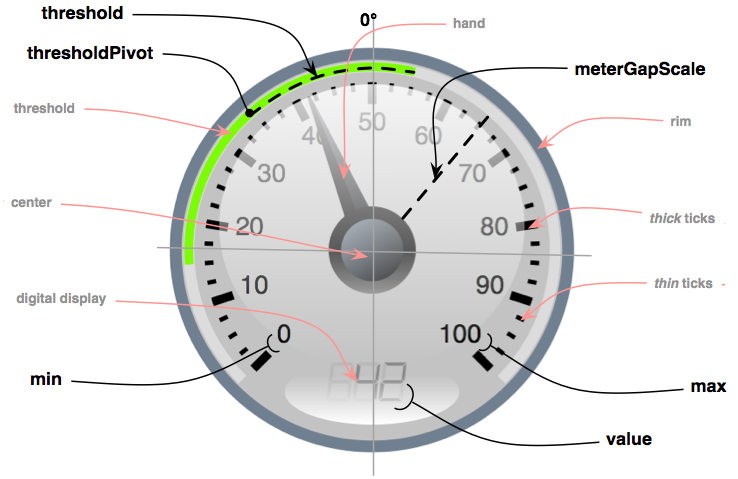 threshold
0°
hand
thresholdPivot
meterGapScale
threshold
40
50
60
rim
30
70
center
20
80
thick ticks
10
90
thin ticks
digital display
0
100
min
42
max
value